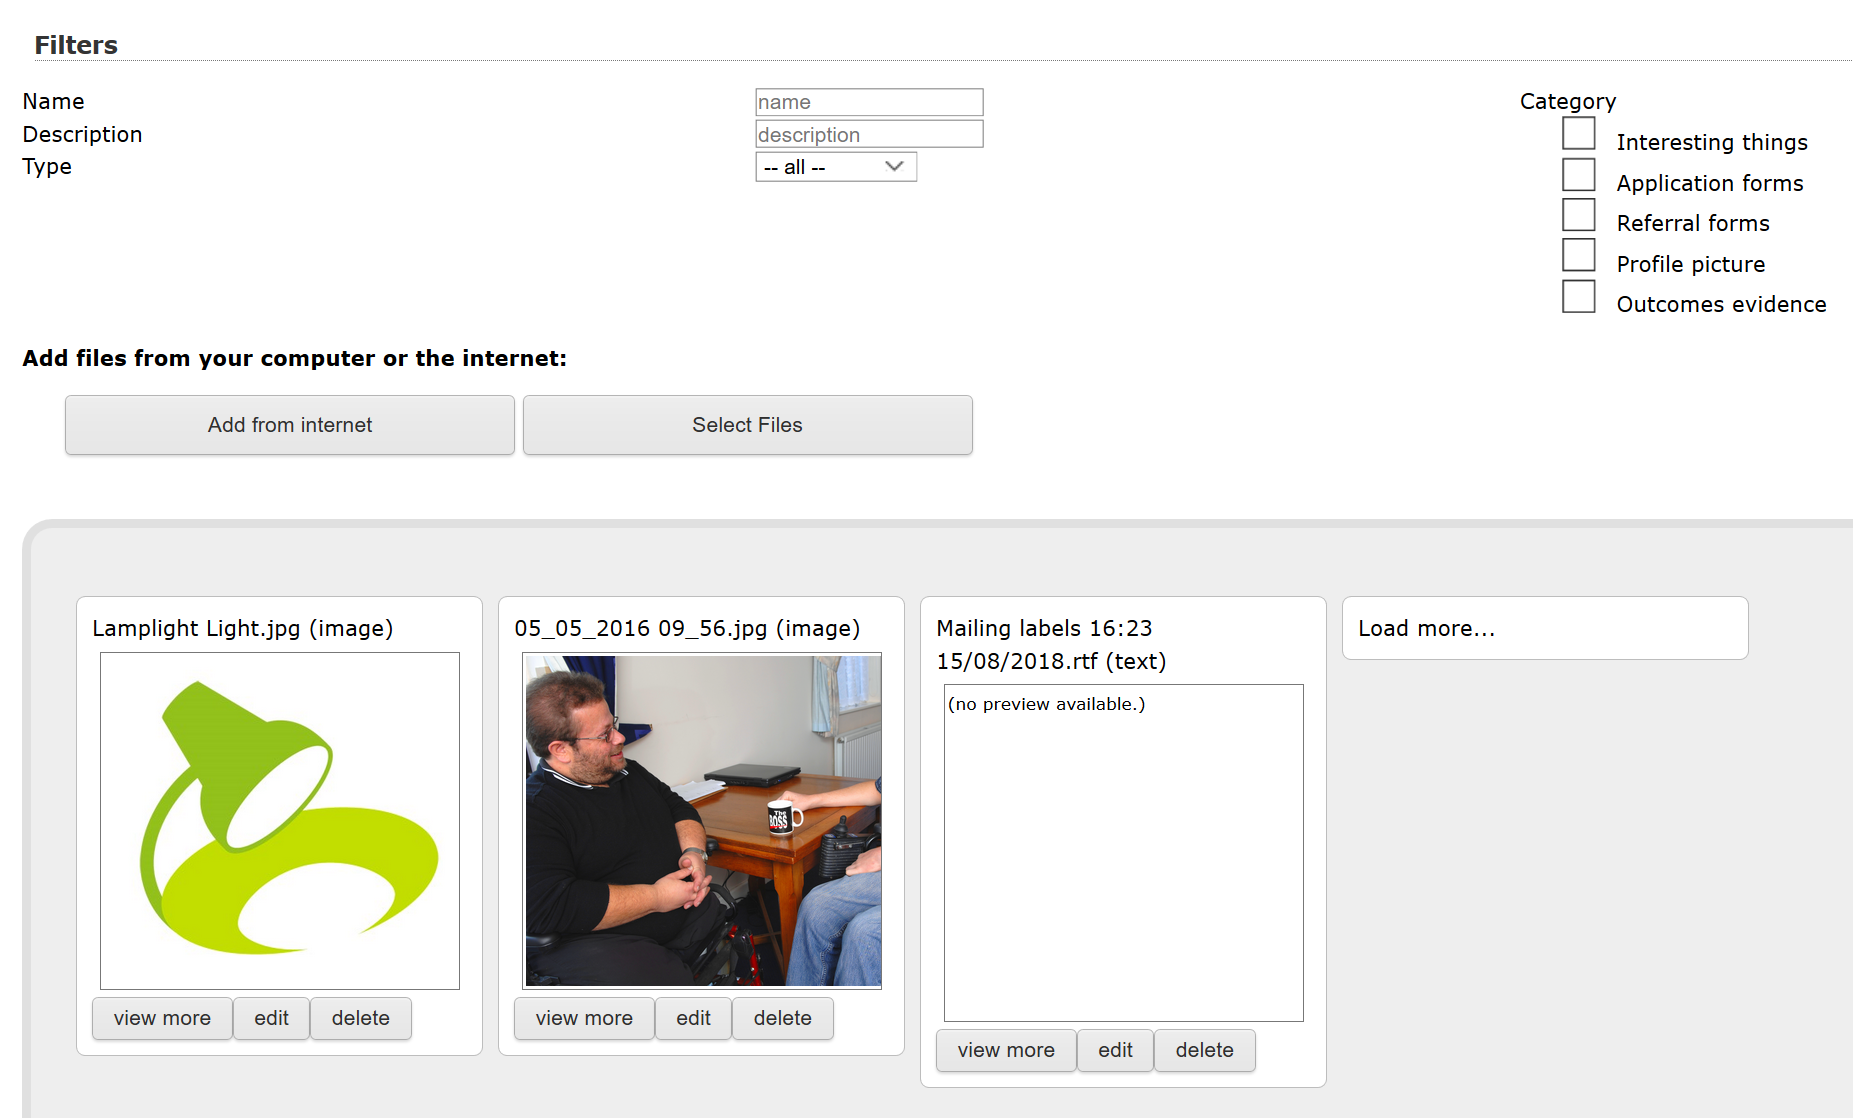 Filters
Name
name
Category
Description
description
Type
-- all --
Interesting things
Application forms
Referral forms
Profile picture
Outcomes evidence
Add files from your computer or the internet:
Add from internet
Select Files
Lamplight Light.jpg (image)
view more
edit
delete
05_05_2016 09_56.jpg (image)
The
BOSS
view more
edit
delete
Mailing labels 16:23
15/08/2018.rtf (text)
(no preview available.)
view more
edit
delete
Load more...